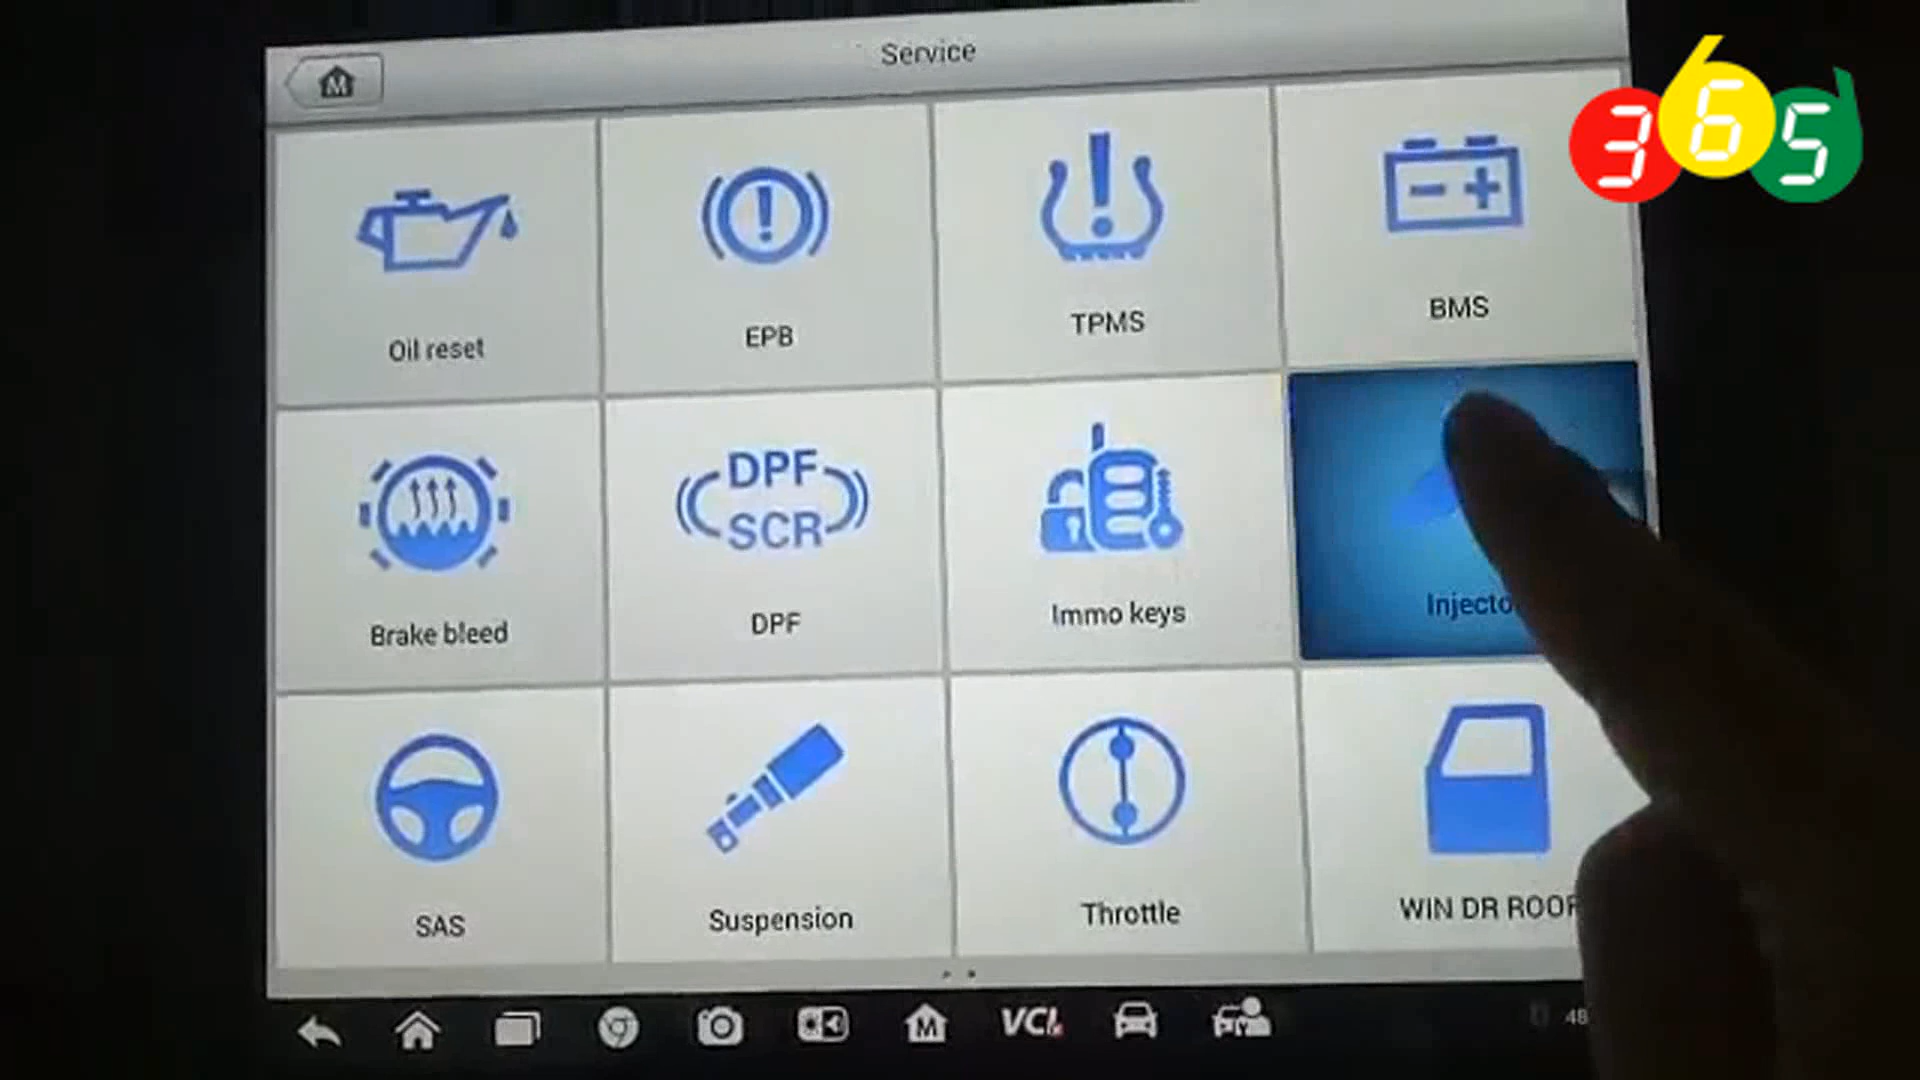 Service
365
Oil reset
EPB
TPMS
BMS
Brake bleed
DPF
SCR
DPF
Immo keys
SAS
Suspension
Throttle
WIN DR ROOF
M
VCI
M
48